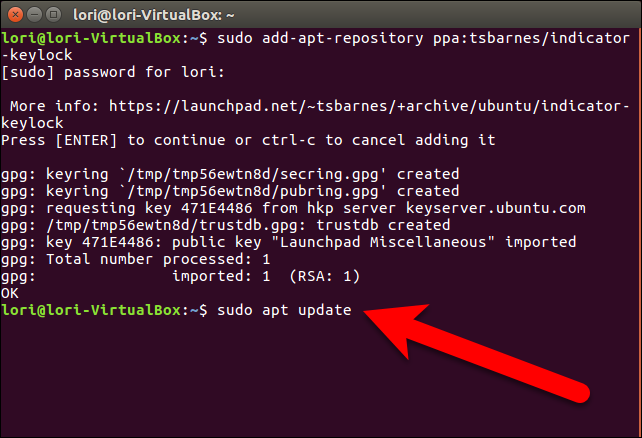 lori@lori-VirtualBox: ~
lori@lori-VirtualBox:~$ sudo add-apt-repository ppa:tsbarnes/indicator
-keylock
[sudo] password for lori:
 More info: https://launchpad.net/~tsbarnes/+archive/ubuntu/indicator-
keylock
Press [ENTER] to continue or ctrl-c to cancel adding it
gpg: keyring `/tmp/tmp56ewtn8d/secring.gpg' created
gpg: keyring `/tmp/tmp56ewtn8d/pubring.gpg' created
gpg: requesting key 471E4486 from hkp server keyserver.ubuntu.com
gpg: /tmp/tmp56ewtn8d/trustdb.gpg: trustdb created
gpg: key 471E4486: public key "Launchpad Miscellaneous" imported
gpg: Total number processed: 1
gpg:               imported: 1  (RSA: 1)
OK
lori@lori-VirtualBox:~$ sudo apt update